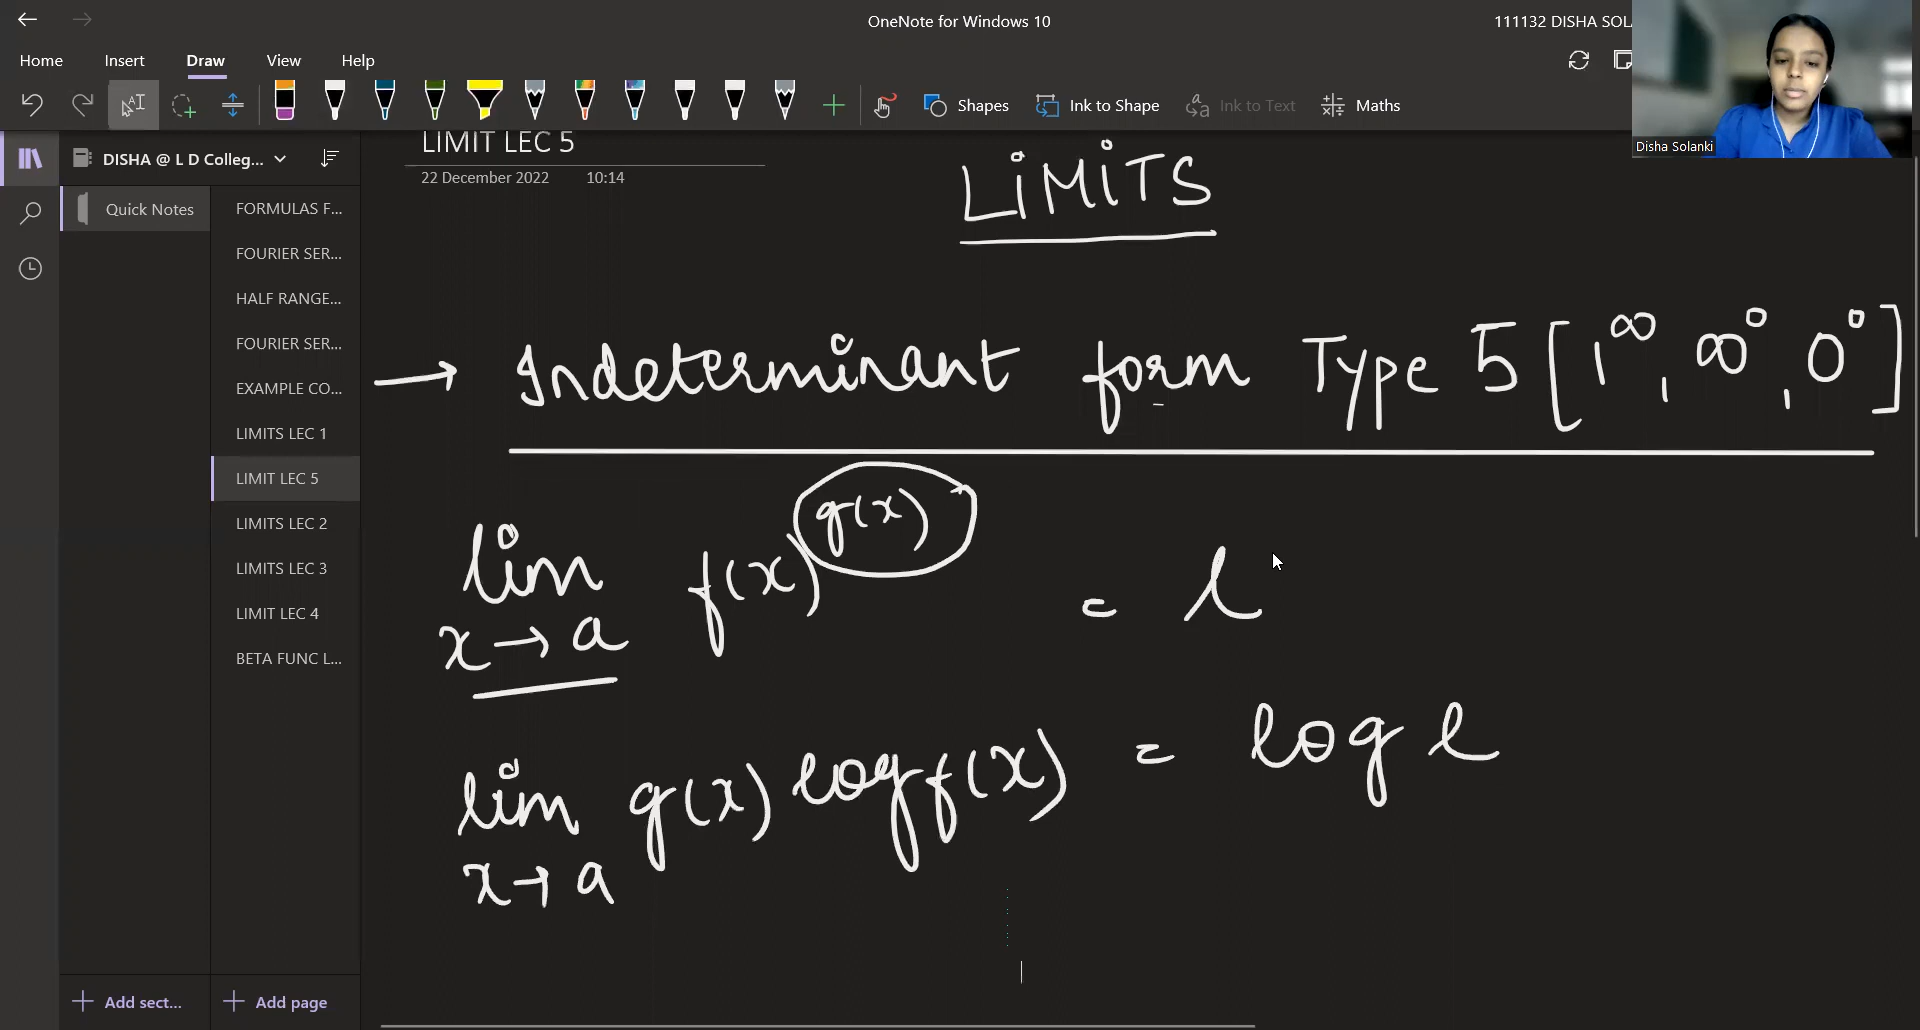 OneNote for Windows 10
111132 DISHA SOLA
Home Insert Draw View Help
Shapes Ink to Shape Ink to Text Maths
Disha Solanki
DISHA @ L D Colleg...
Quick Notes
FORMULAS F...
FOURIER SER...
HALF RANGE...
FOURIER SER...
EXAMPLE CO...
LIMITS LEC 1
LIMIT LEC 5
LIMITS LEC 2
LIMITS LEC 3
LIMIT LEC 4
BETA FUNC L...
+ Add sect... + Add page
LIMIT LEC 5
22 December 2022 10:14
LiMiTS
→ Indeterminant form Type 5 [1^∞, ∞^0, 0^0]
lim x→a f(x)^g(x) = l
lim x→a g(x) log f(x) = log l